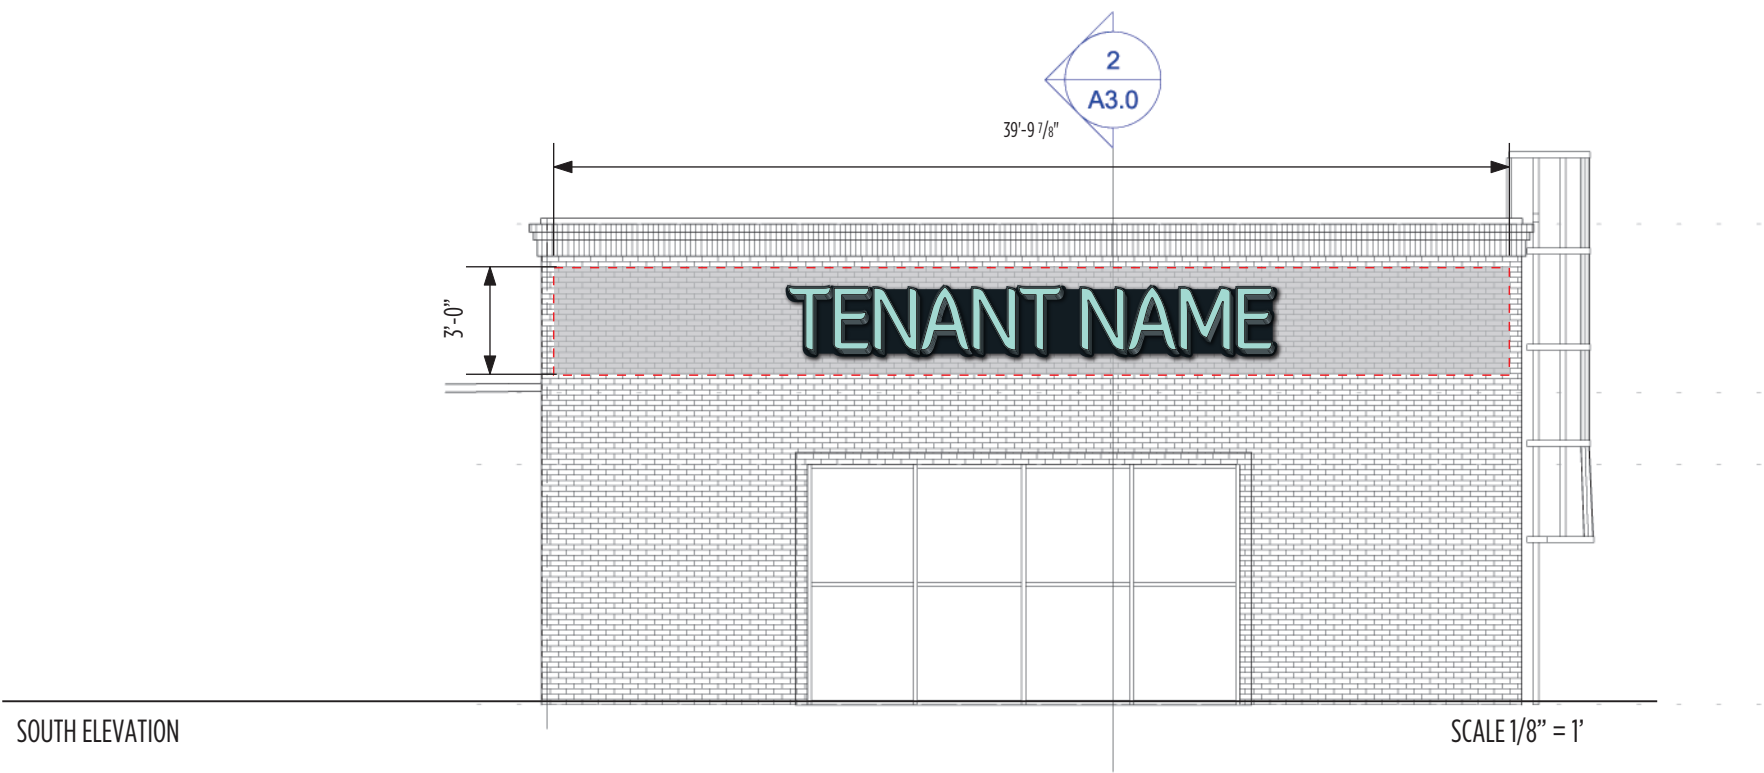 2
A3.0
39'-9 7/8"
TENANT NAME
3'-0"
SOUTH ELEVATION
SCALE 1/8” = 1’